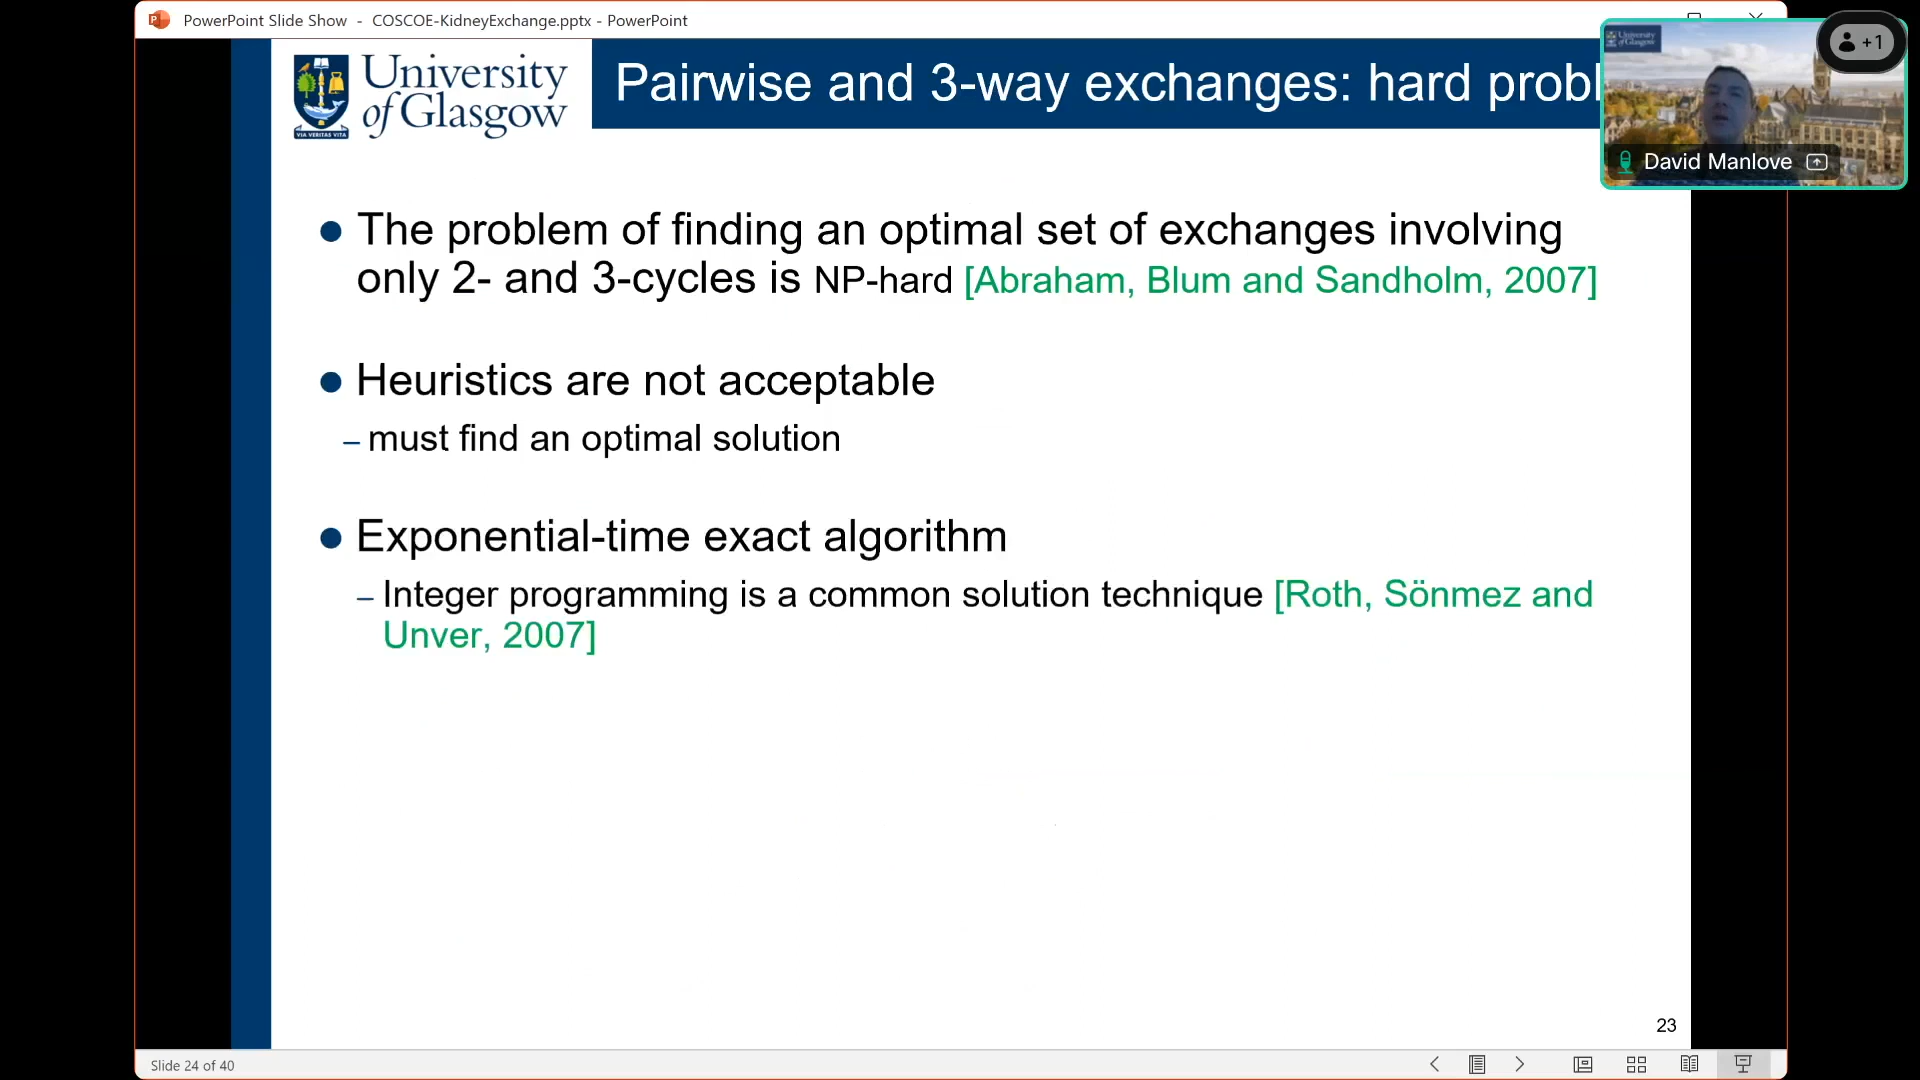 PowerPoint Slide Show - COSCOE-KidneyExchange.pptx - PowerPoint
University
of Glasgow
VIA VERITAS VITA
Pairwise and 3-way exchanges: hard probl
University
of Glasgow
+1
David Manlove
The problem of finding an optimal set of exchanges involving
only 2- and 3-cycles is NP-hard [Abraham, Blum and Sandholm, 2007]
Heuristics are not acceptable
– must find an optimal solution
Exponential-time exact algorithm
– Integer programming is a common solution technique [Roth, Sönmez and
Unver, 2007]
23
Slide 24 of 40